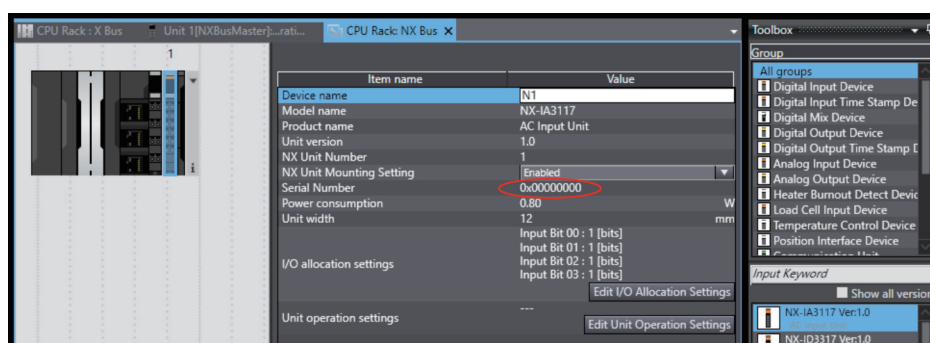 CPU Rack : X Bus
Unit 1[NXBusMaster]:...rati...
CPU Rack: NX Bus
1
Item name Value
Device name N1
Model name NX-IA3117
Product name AC Input Unit
Unit version 1.0
NX Unit Number 1
NX Unit Mounting Setting Enabled
Serial Number 0x00000000
Power consumption 0.80 W
Unit width 12 mm
I/O allocation settings
Input Bit 00 : 1 [bits]
Input Bit 01 : 1 [bits]
Input Bit 02 : 1 [bits]
Input Bit 03 : 1 [bits]
Edit I/O Allocation Settings
Unit operation settings
---
Edit Unit Operation Settings
Toolbox
Group
All groups
Digital Input Device
Digital Input Time Stamp De
Digital Mix Device
Digital Output Device
Digital Output Time Stamp D
Analog Input Device
Analog Output Device
Heater Burnout Detect Devic
Load Cell Input Device
Temperature Control Device
Position Interface Device
Communication Unit
Input Keyword
Show all version
NX-IA3117 Ver:1.0
AC Input Unit
NX-ID3317 Ver:1.0